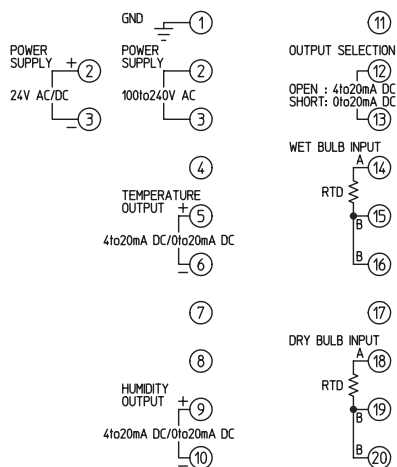 GND 1
11
POWER
SUPPLY
+ 2
24V AC/DC
− 3
POWER
SUPPLY
2
100to240V AC
3
OUTPUT SELECTION
12
OPEN : 4to20mA DC
SHORT: 0to20mA DC
13
4
WET BULB INPUT
A 14
RTD
B 15
B 16
TEMPERATURE
OUTPUT
+ 5
4to20mA DC/0to20mA DC
− 6
7
17
8
DRY BULB INPUT
A 18
RTD
B 19
B 20
HUMIDITY
OUTPUT
+ 9
4to20mA DC/0to20mA DC
− 10